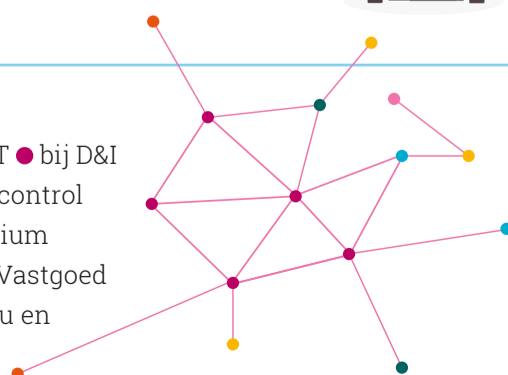 T ● bij D&I
control
ium
Vastgoed
u en